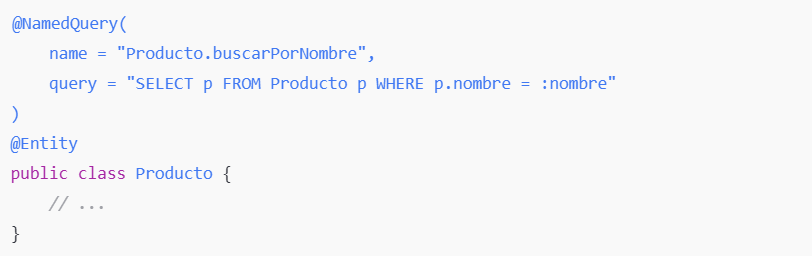 @NamedQuery(
    name = "Producto.buscarPorNombre",
    query = "SELECT p FROM Producto p WHERE p.nombre = :nombre"
)
@Entity
public class Producto {
    // ...
}